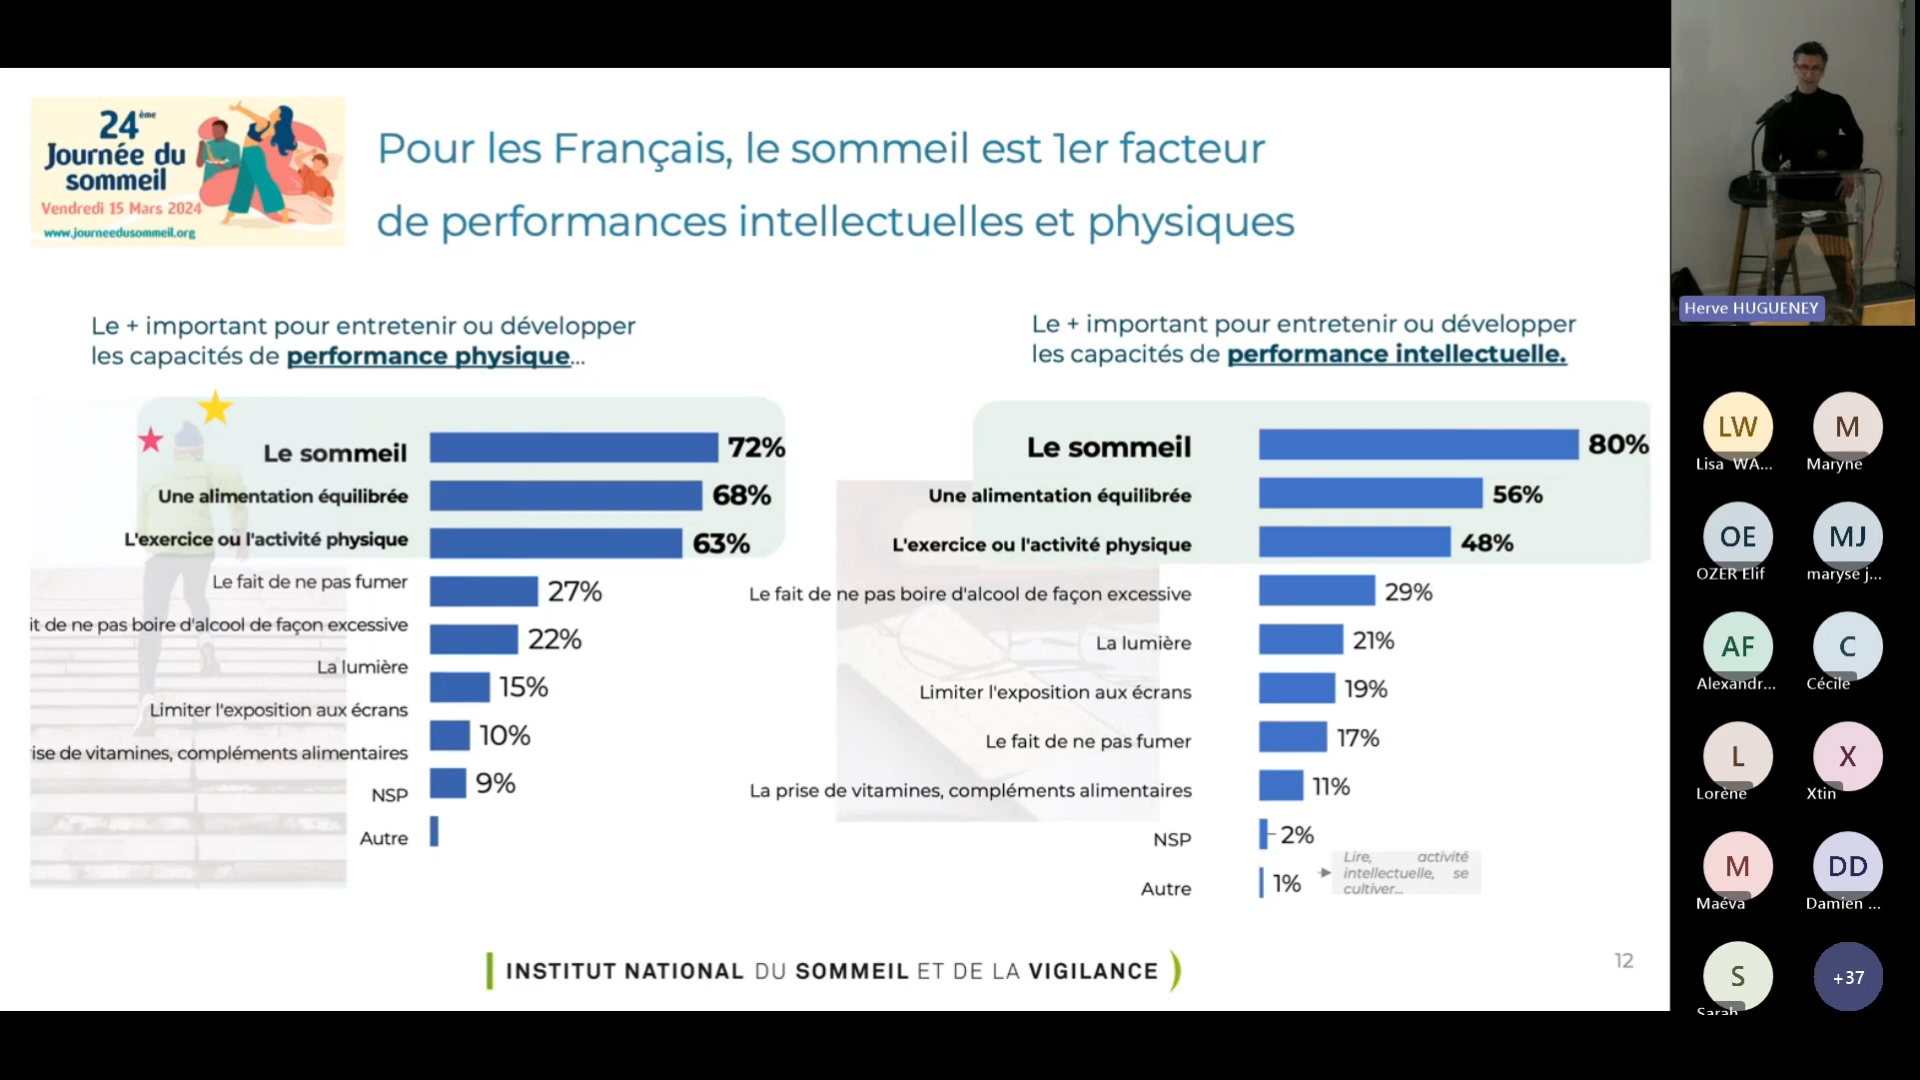 24ème
Journée du
sommeil
Vendredi 15 Mars 2024
www.journeedusommeil.org
Pour les Français, le sommeil est 1er facteur
de performances intellectuelles et physiques
Le + important pour entretenir ou développer
les capacités de performance physique...
Le sommeil 72%
Une alimentation équilibrée 68%
L'exercice ou l'activité physique 63%
Le fait de ne pas fumer 27%
it de ne pas boire d'alcool de façon excessive 22%
La lumière 15%
Limiter l'exposition aux écrans 10%
ise de vitamines, compléments alimentaires 9%
NSP
Autre
Le + important pour entretenir ou développer
les capacités de performance intellectuelle.
Le sommeil 80%
Une alimentation équilibrée 56%
L'exercice ou l'activité physique 48%
Le fait de ne pas boire d'alcool de façon excessive 29%
La lumière 21%
Limiter l'exposition aux écrans 19%
Le fait de ne pas fumer 17%
La prise de vitamines, compléments alimentaires 11%
NSP 2%
Autre 1%
Lire, activité
intellectuelle, se
cultiver...
INSTITUT NATIONAL DU SOMMEIL ET DE LA VIGILANCE
12
Herve HUGUENEY
LW M
Lisa WA... Maryne
OE MJ
OZER Elif maryse j...
AF C
Alexandr... Cécile
L X
Lorène Xtin
M DD
Maéva Damien ...
S +37
Sarah